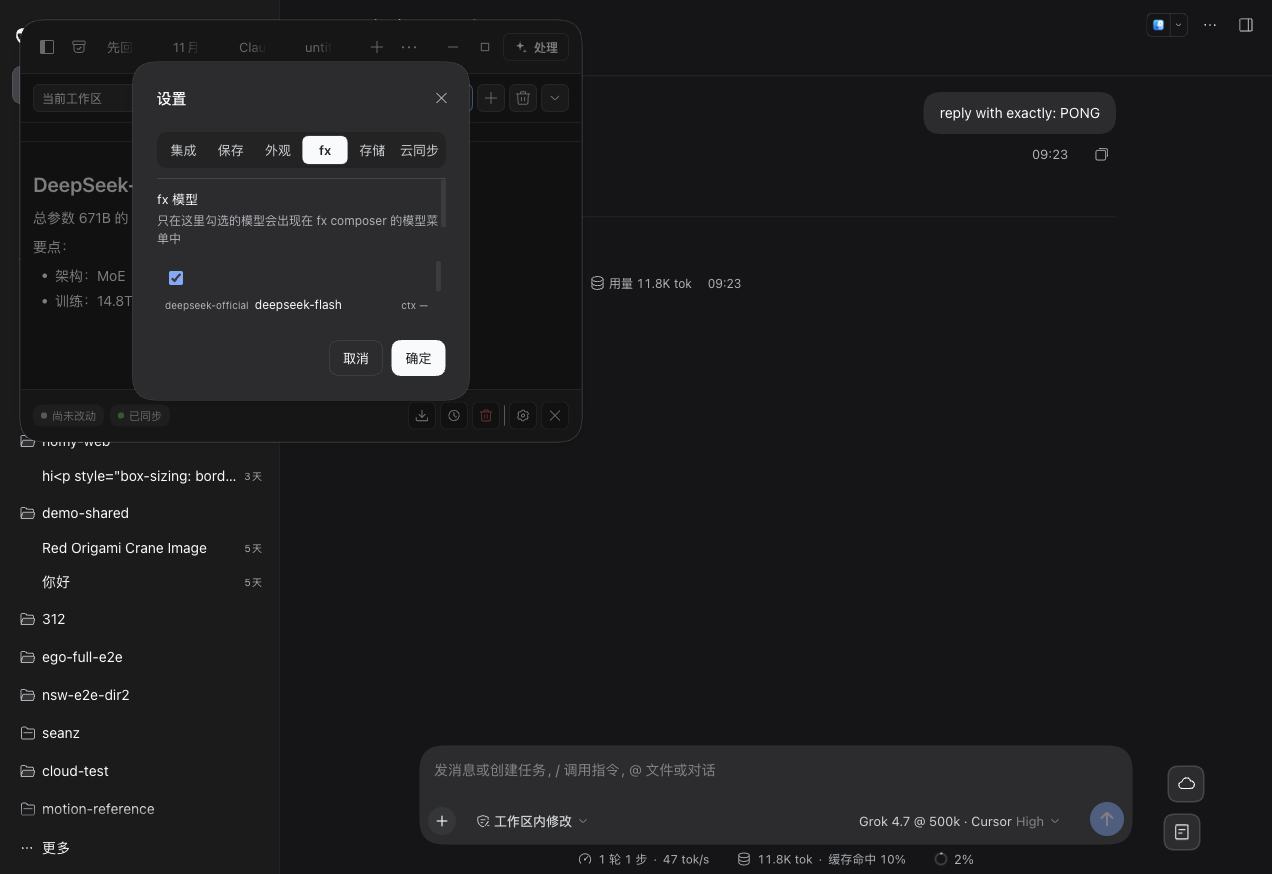 先回
11 月
Clau
unti
处理
当前工作区
设置
集成 保存 外观 fx 存储 云同步
fx 模型
只在这里勾选的模型会出现在 fx composer 的模型菜
单中
deepseek-official deepseek-flash ctx —
取消 确定
DeepSeek-
总参数 671B 的
要点：
• 架构：MoE
• 训练：14.8T
尚未改动 已同步
reply with exactly: PONG
09:23
用量 11.8K tok 09:23
homy-web
hi<p style="box-sizing: bord... 3天
demo-shared
Red Origami Crane Image 5天
你好 5天
312
ego-full-e2e
nsw-e2e-dir2
seanz
cloud-test
motion-reference
更多
发消息或创建任务, / 调用指令, @ 文件或对话
工作区内修改
Grok 4.7 @ 500k · Cursor High
1 轮 1 步 · 47 tok/s 11.8K tok · 缓存命中 10% 2%